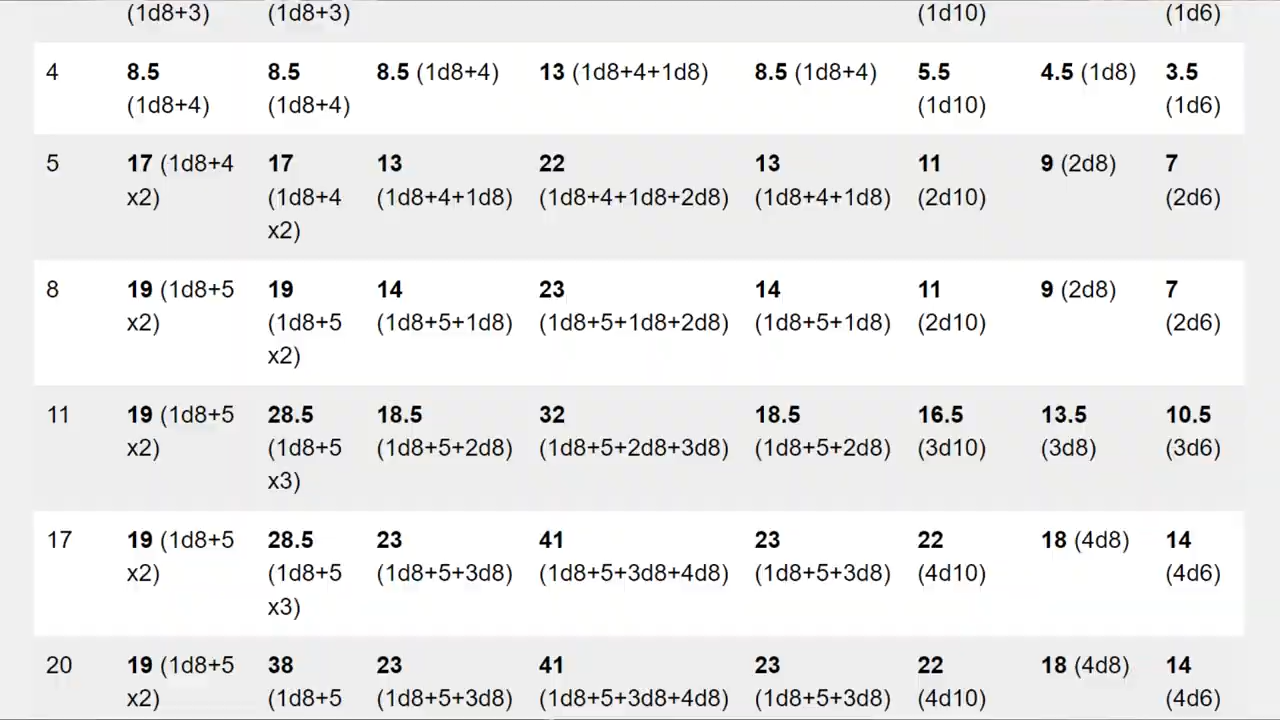 (1d8+3) (1d8+3) (1d10) (1d6)
4 8.5 8.5 8.5 (1d8+4) 13 (1d8+4+1d8) 8.5 (1d8+4) 5.5 4.5 (1d8) 3.5
(1d8+4) (1d8+4) (1d10) (1d6)
5 17 (1d8+4 17 13 22 13 11 9 (2d8) 7
x2) (1d8+4 (1d8+4+1d8) (1d8+4+1d8+2d8) (1d8+4+1d8) (2d10) (2d6)
x2)
8 19 (1d8+5 19 14 23 14 11 9 (2d8) 7
x2) (1d8+5 (1d8+5+1d8) (1d8+5+1d8+2d8) (1d8+5+1d8) (2d10) (2d6)
x2)
11 19 (1d8+5 28.5 18.5 32 18.5 16.5 13.5 10.5
x2) (1d8+5 (1d8+5+2d8) (1d8+5+2d8+3d8) (1d8+5+2d8) (3d10) (3d8) (3d6)
x3)
17 19 (1d8+5 28.5 23 41 23 22 18 (4d8) 14
x2) (1d8+5 (1d8+5+3d8) (1d8+5+3d8+4d8) (1d8+5+3d8) (4d10) (4d6)
x3)
20 19 (1d8+5 38 23 41 23 22 18 (4d8) 14
x2) (1d8+5 (1d8+5+3d8) (1d8+5+3d8+4d8) (1d8+5+3d8) (4d10) (4d6)